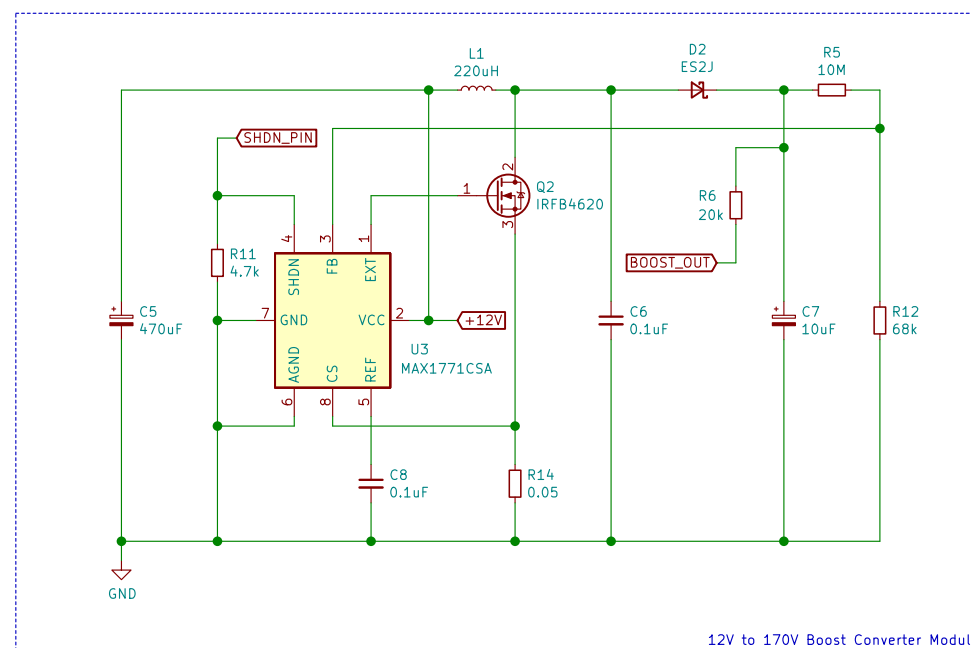 L1
220uH
D2
ES2J
R5
10M
SHDN_PIN
2
1
Q2
IRFB4620
3
R6
20k
4
3
1
R11
4.7k
SHDN
FB
EXT
BOOST_OUT
+
C5
470uF
7
GND
VCC
2
+12V
C6
0.1uF
+
C7
10uF
R12
68k
U3
MAX1771CSA
AGND
CS
REF
6
8
5
C8
0.1uF
R14
0.05
GND
12V to 170V Boost Converter Modul